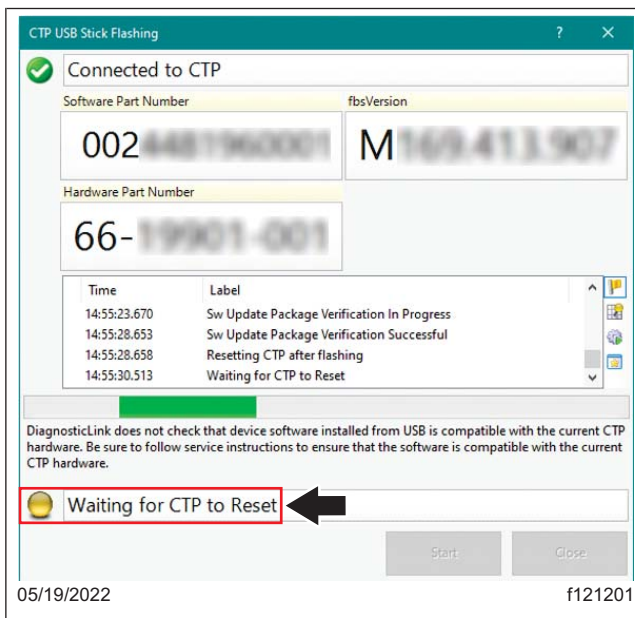 CTP USB Stick Flashing ? ×
Connected to CTP
Software Part Number fbsVersion
002 M
Hardware Part Number
66-
Time Label
14:55:23.670 Sw Update Package Verification In Progress
14:55:28.653 Sw Update Package Verification Successful
14:55:28.658 Resetting CTP after flashing
14:55:30.513 Waiting for CTP to Reset
DiagnosticLink does not check that device software installed from USB is compatible with the current CTP
hardware. Be sure to follow service instructions to ensure that the software is compatible with the current
CTP hardware.
Waiting for CTP to Reset
Start Close
05/19/2022 f121201